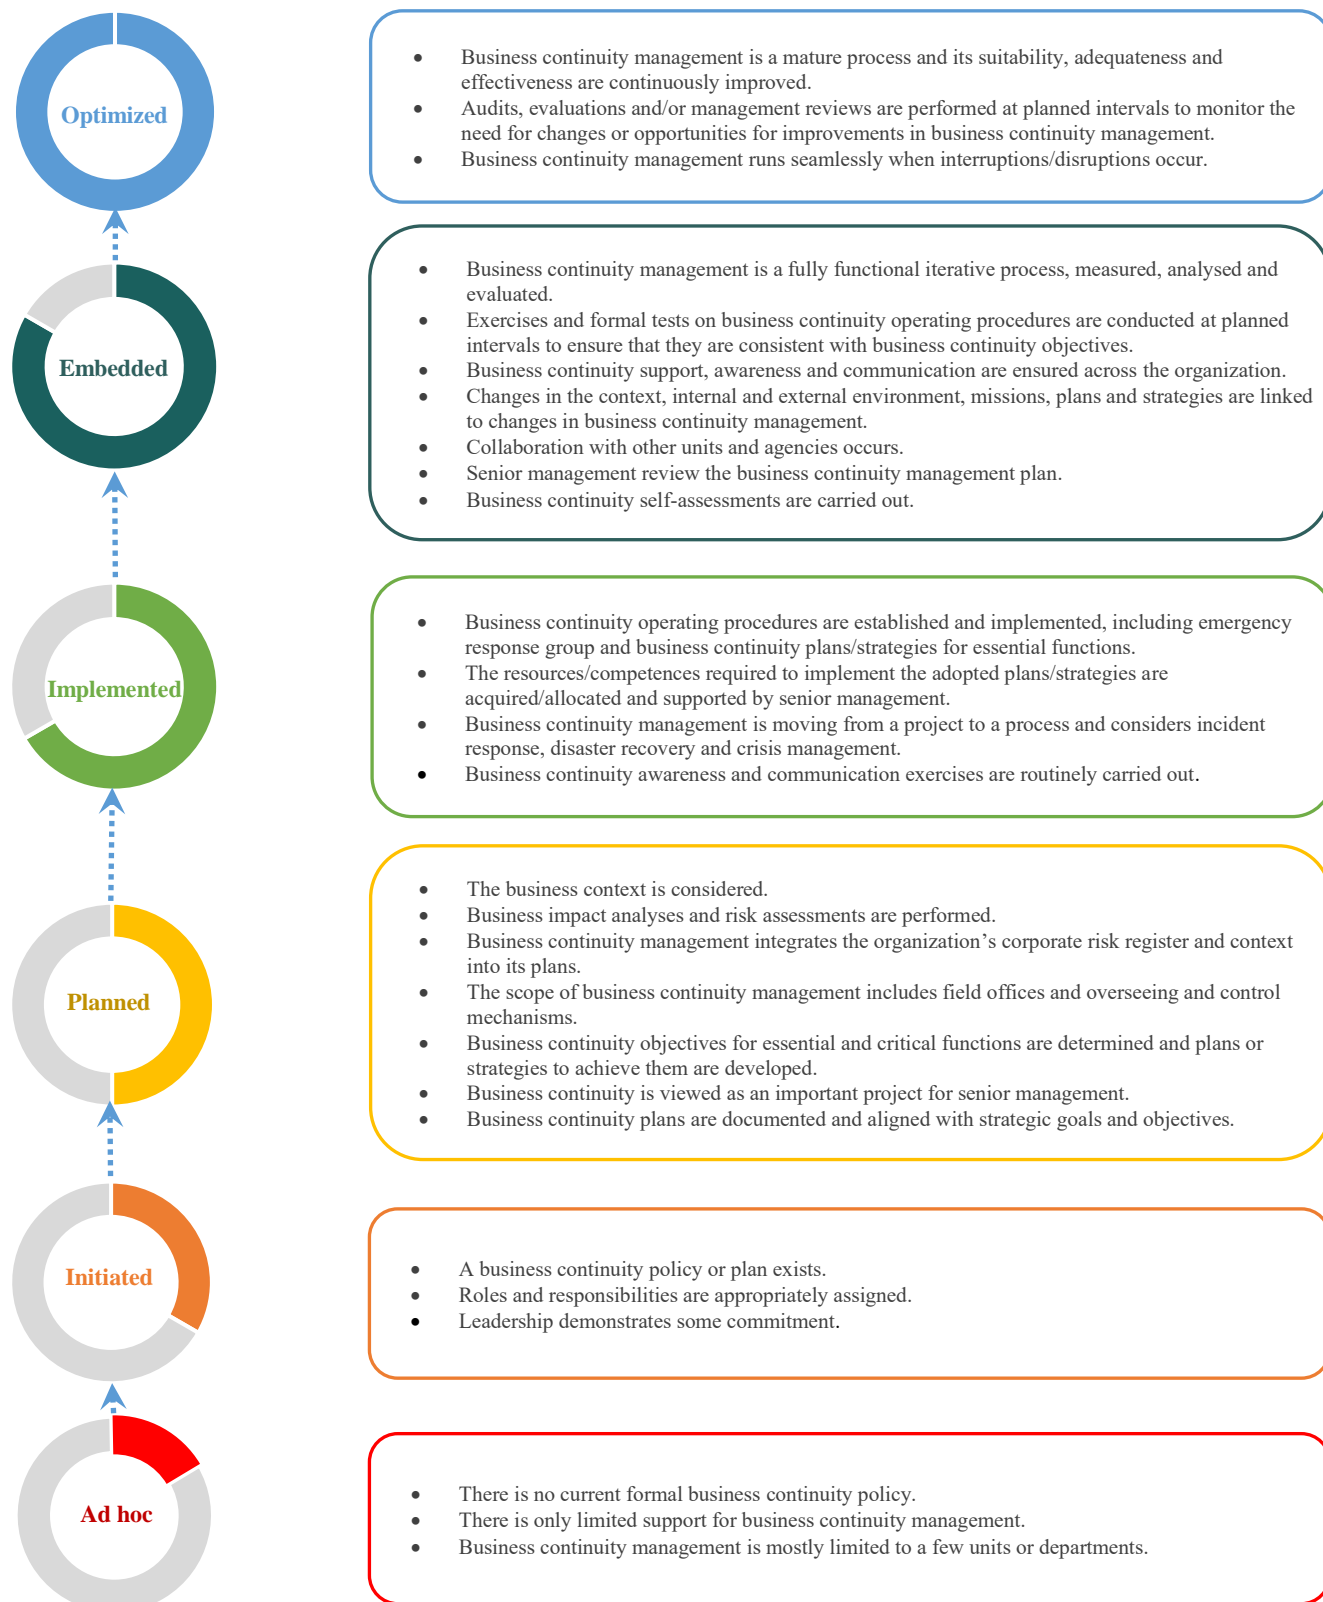 Optimized
• Business continuity management is a mature process and its suitability, adequateness and
effectiveness are continuously improved.
• Audits, evaluations and/or management reviews are performed at planned intervals to monitor the
need for changes or opportunities for improvements in business continuity management.
• Business continuity management runs seamlessly when interruptions/disruptions occur.
Embedded
• Business continuity management is a fully functional iterative process, measured, analysed and
evaluated.
• Exercises and formal tests on business continuity operating procedures are conducted at planned
intervals to ensure that they are consistent with business continuity objectives.
• Business continuity support, awareness and communication are ensured across the organization.
• Changes in the context, internal and external environment, missions, plans and strategies are linked
to changes in business continuity management.
• Collaboration with other units and agencies occurs.
• Senior management review the business continuity management plan.
• Business continuity self-assessments are carried out.
Implemented
• Business continuity operating procedures are established and implemented, including emergency
response group and business continuity plans/strategies for essential functions.
• The resources/competences required to implement the adopted plans/strategies are
acquired/allocated and supported by senior management.
• Business continuity management is moving from a project to a process and considers incident
response, disaster recovery and crisis management.
• Business continuity awareness and communication exercises are routinely carried out.
Planned
• The business context is considered.
• Business impact analyses and risk assessments are performed.
• Business continuity management integrates the organization’s corporate risk register and context
into its plans.
• The scope of business continuity management includes field offices and overseeing and control
mechanisms.
• Business continuity objectives for essential and critical functions are determined and plans or
strategies to achieve them are developed.
• Business continuity is viewed as an important project for senior management.
• Business continuity plans are documented and aligned with strategic goals and objectives.
Initiated
• A business continuity policy or plan exists.
• Roles and responsibilities are appropriately assigned.
• Leadership demonstrates some commitment.
Ad hoc
• There is no current formal business continuity policy.
• There is only limited support for business continuity management.
• Business continuity management is mostly limited to a few units or departments.